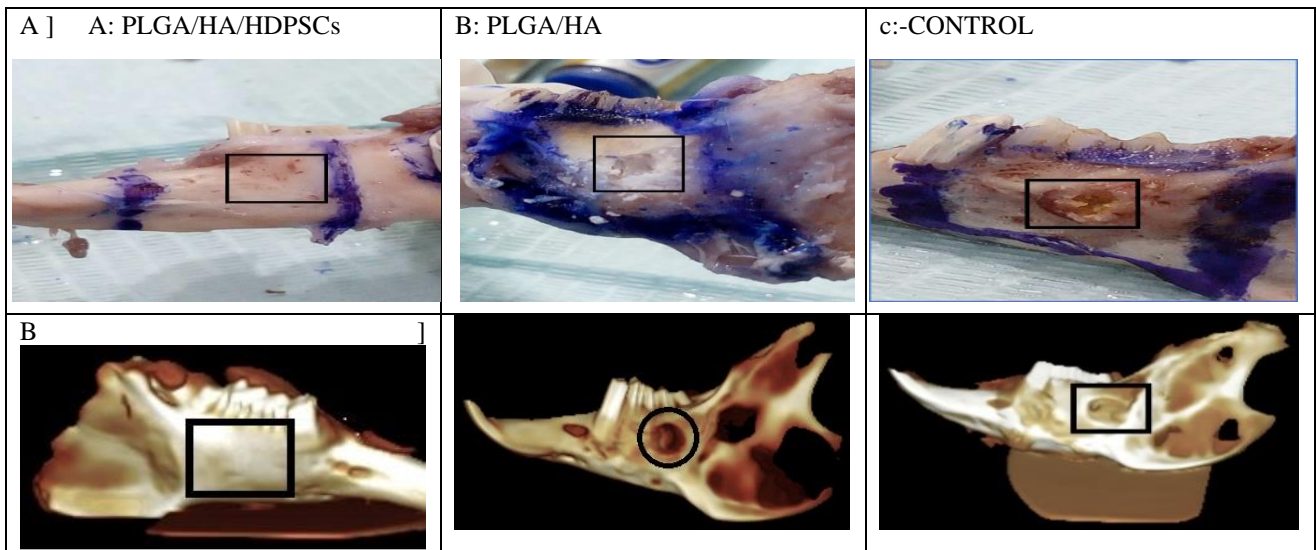 A ] A: PLGA/HA/HDPSCs
B: PLGA/HA
c:-CONTROL
B ]